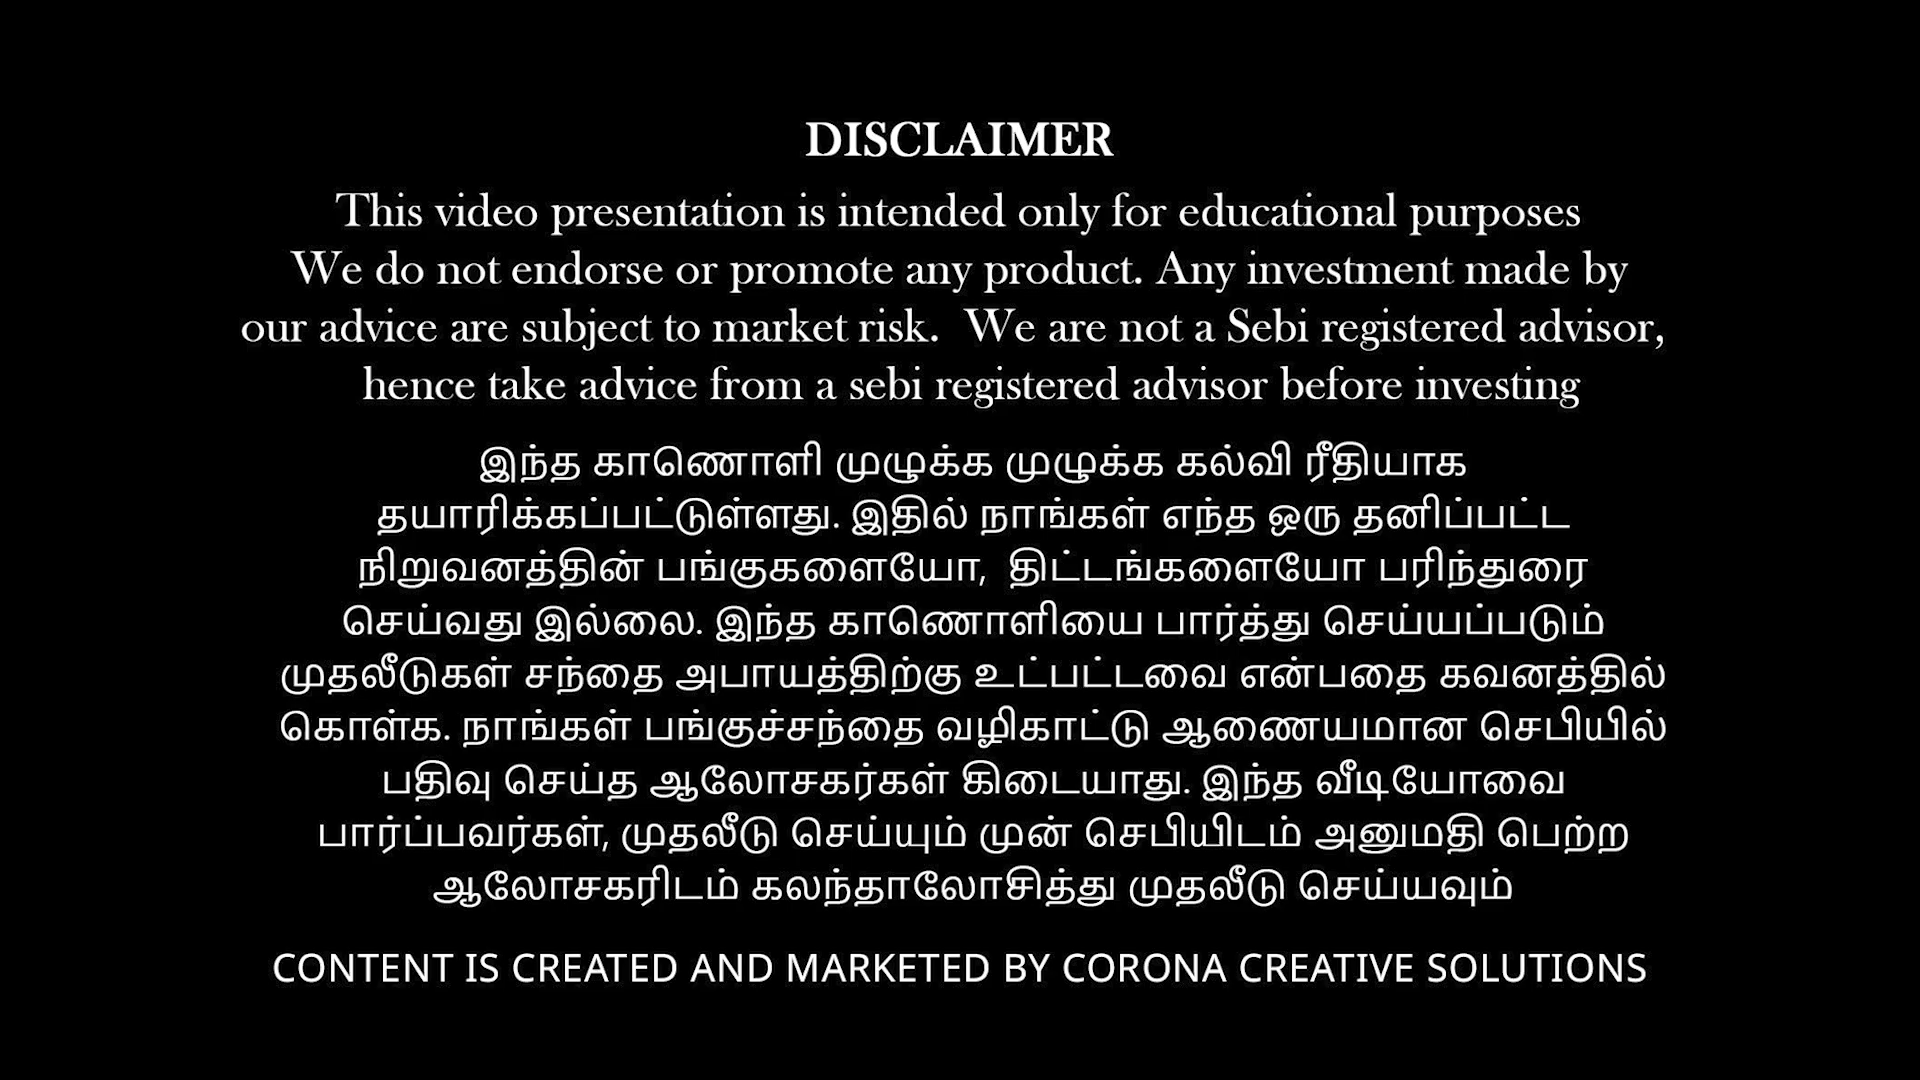 DISCLAIMER
This video presentation is intended only for educational purposes
We do not endorse or promote any product. Any investment made by
our advice are subject to market risk.  We are not a Sebi registered advisor,
hence take advice from a sebi registered advisor before investing
இந்த காணொளி முழுக்க முழுக்க கல்வி ரீதியாக
தயாரிக்கப்பட்டுள்ளது. இதில் நாங்கள் எந்த ஒரு தனிப்பட்ட
நிறுவனத்தின் பங்குகளையோ,  திட்டங்களையோ பரிந்துரை
செய்வது இல்லை. இந்த காணொளியை பார்த்து செய்யப்படும்
முதலீடுகள் சந்தை அபாயத்திற்கு உட்பட்டவை என்பதை கவனத்தில்
கொள்க. நாங்கள் பங்குச்சந்தை வழிகாட்டு ஆணையமான செபியில்
பதிவு செய்த ஆலோசகர்கள் கிடையாது. இந்த வீடியோவை
பார்ப்பவர்கள், முதலீடு செய்யும் முன் செபியிடம் அனுமதி பெற்ற
ஆலோசகரிடம் கலந்தாலோசித்து முதலீடு செய்யவும்
CONTENT IS CREATED AND MARKETED BY CORONA CREATIVE SOLUTIONS